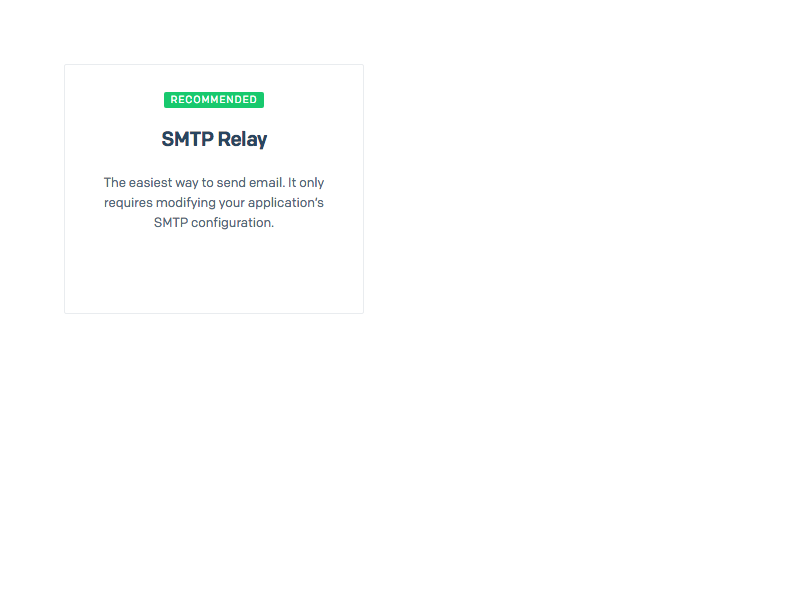 RECOMMENDED
SMTP Relay
The easiest way to send email. It only
requires modifying your application's
SMTP configuration.